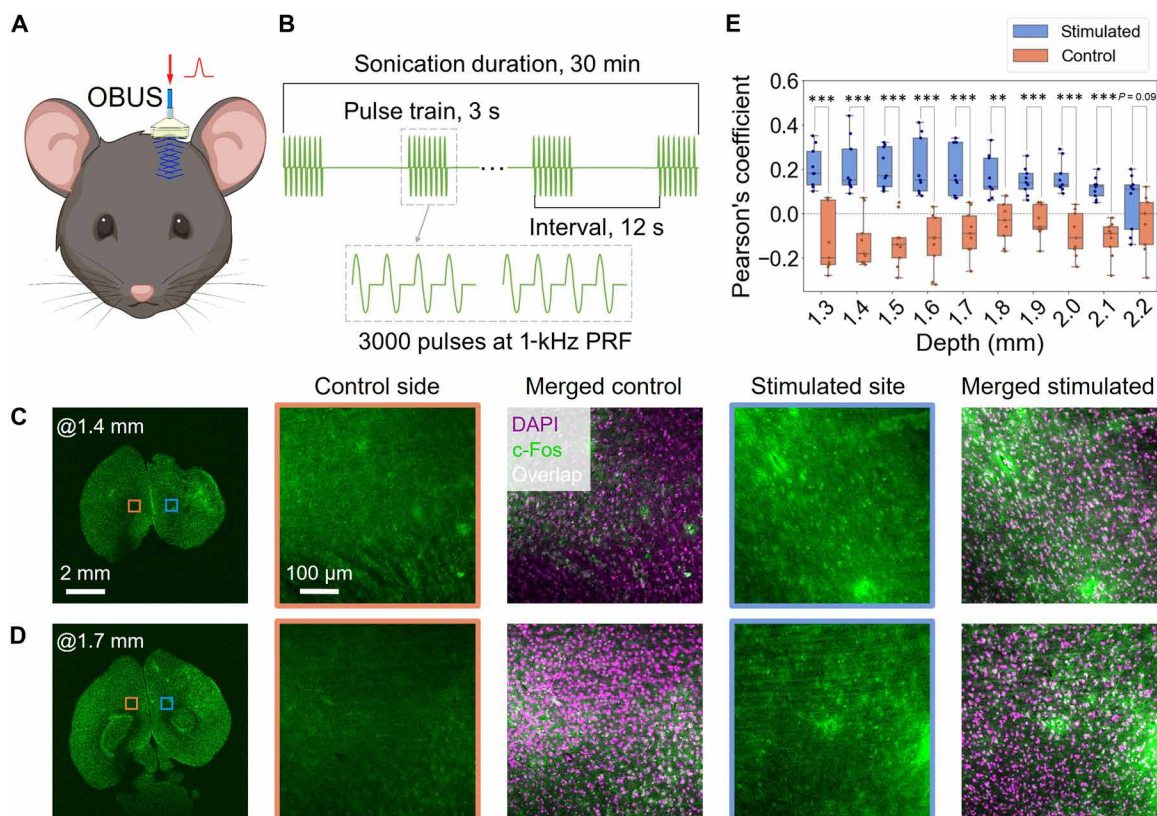 A
OBUS
B
Sonication duration, 30 min
Pulse train, 3 s
Interval, 12 s
3000 pulses at 1-kHz PRF
E
Stimulated
Control
Pearson's coefficient
0.6
0.4
0.2
0.0
−0.2
*** *** *** *** *** ** *** *** *** P = 0.09
1.3 1.4 1.5 1.6 1.7 1.8 1.9 2.0 2.1 2.2
Depth (mm)
Control side Merged control Stimulated site Merged stimulated
C
@1.4 mm
2 mm
100 µm
DAPI
c-Fos
Overlap
D
@1.7 mm